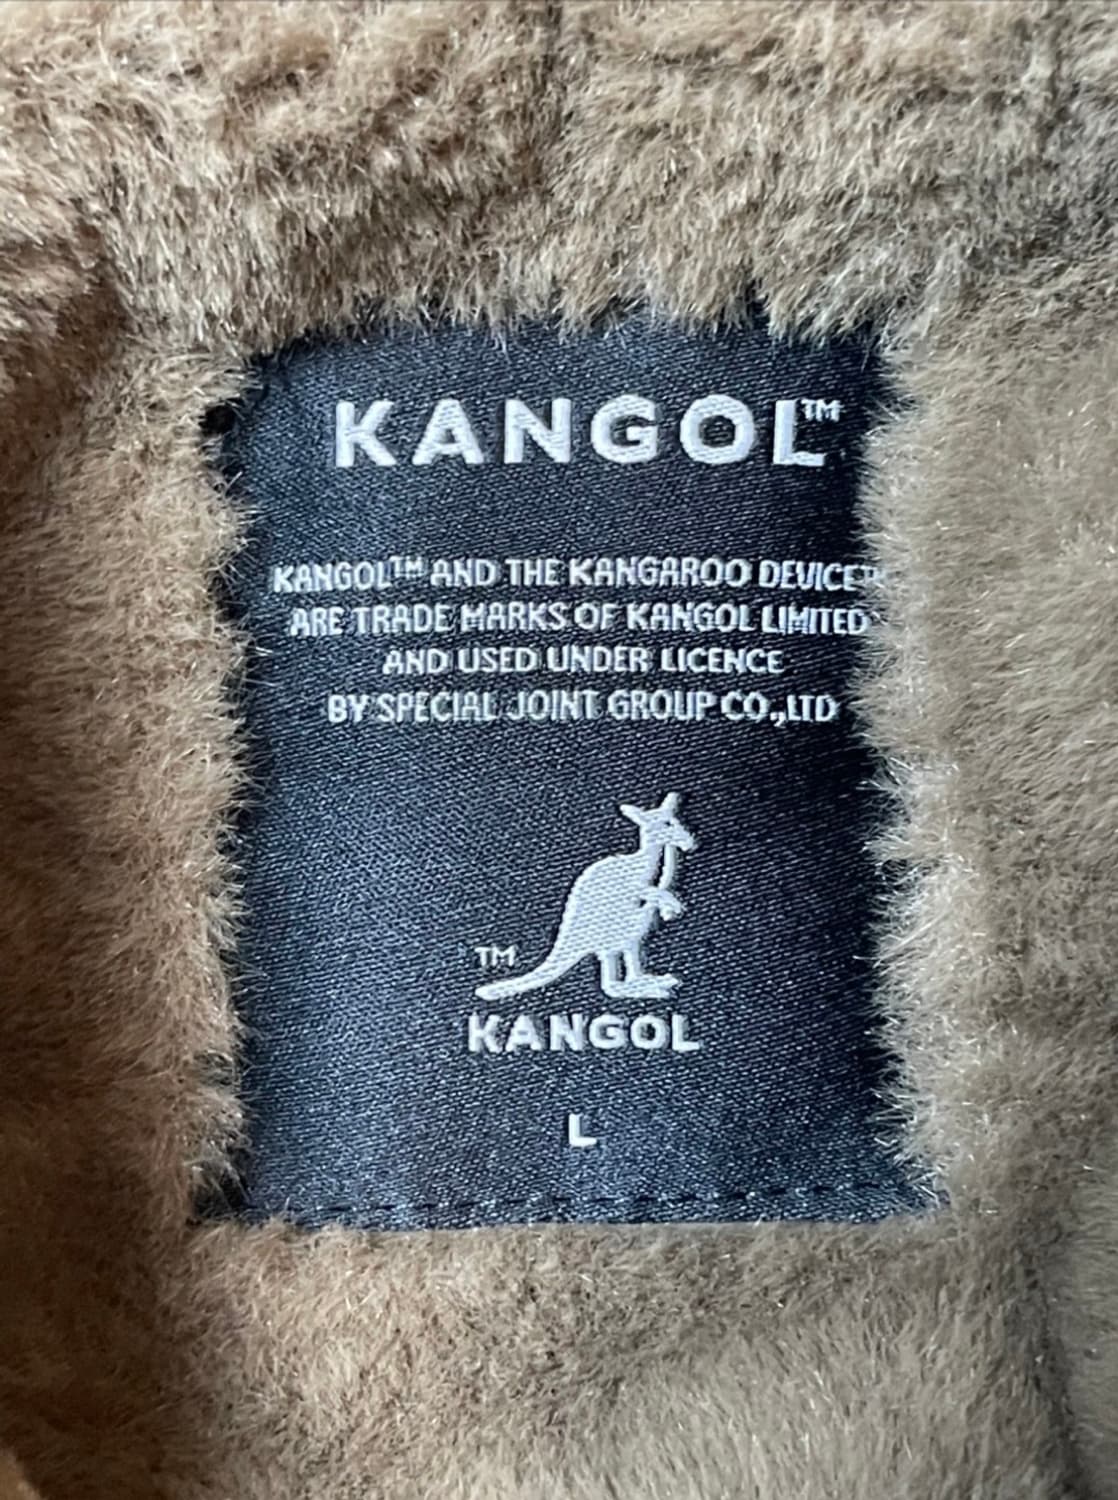 KANGOL™
KANGOL™ AND THE KANGAROO DEVICE™
ARE TRADE MARKS OF KANGOL LIMITED
AND USED UNDER LICENCE
BY SPECIAL JOINT GROUP CO.,LTD
TM
KANGOL
L